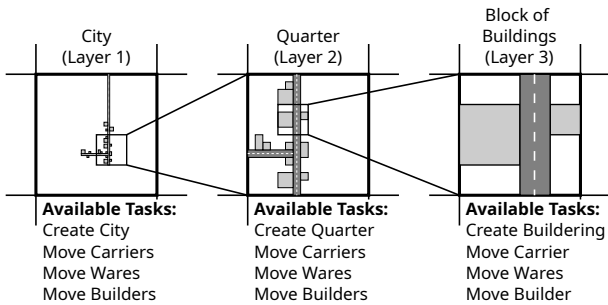 City
(Layer 1)
Quarter
(Layer 2)
Block of
Buildings
(Layer 3)
Available Tasks:
Create City
Move Carriers
Move Wares
Move Builders
Available Tasks:
Create Quarter
Move Carriers
Move Wares
Move Builders
Available Tasks:
Create Buildering
Move Carrier
Move Wares
Move Builder